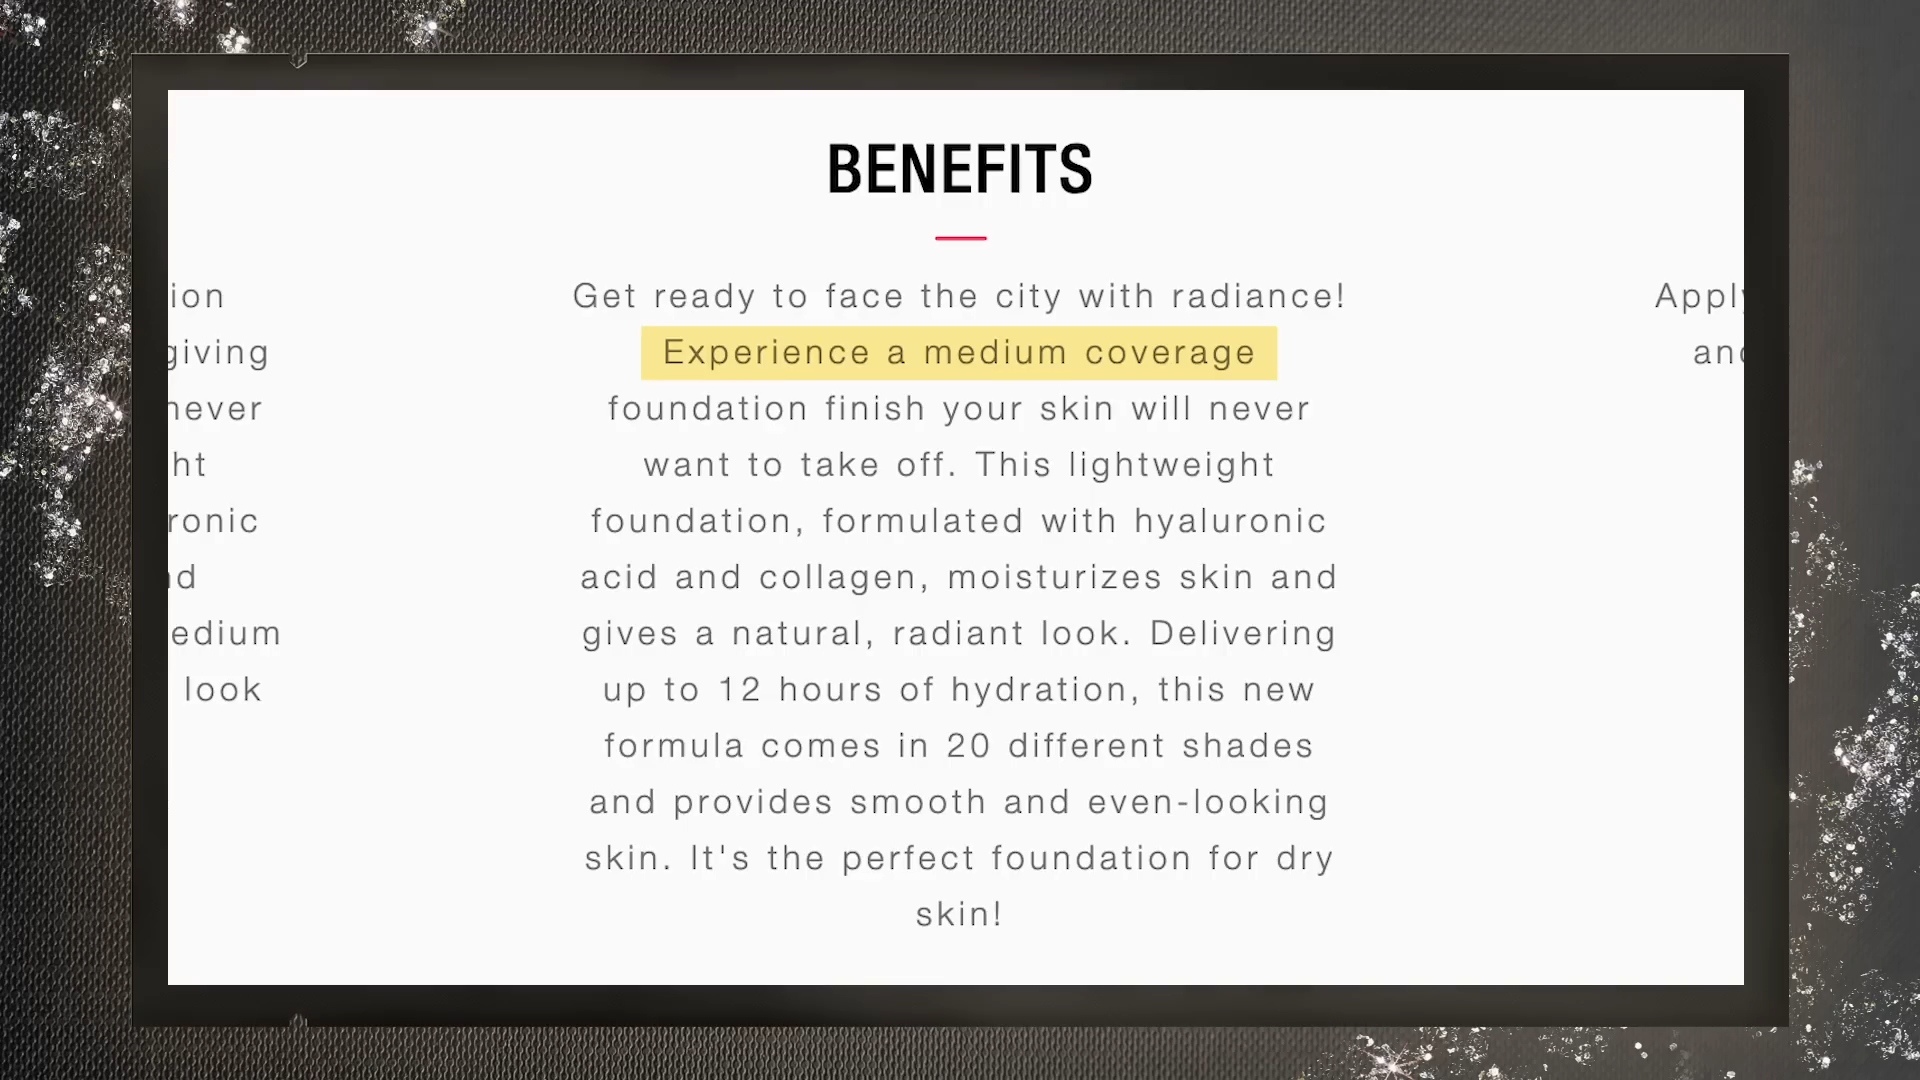 BENEFITS
Get ready to face the city with radiance!
Experience a medium coverage
foundation finish your skin will never
want to take off. This lightweight
foundation, formulated with hyaluronic
acid and collagen, moisturizes skin and
gives a natural, radiant look. Delivering
up to 12 hours of hydration, this new
formula comes in 20 different shades
and provides smooth and even-looking
skin. It's the perfect foundation for dry
skin!
giving
never
look